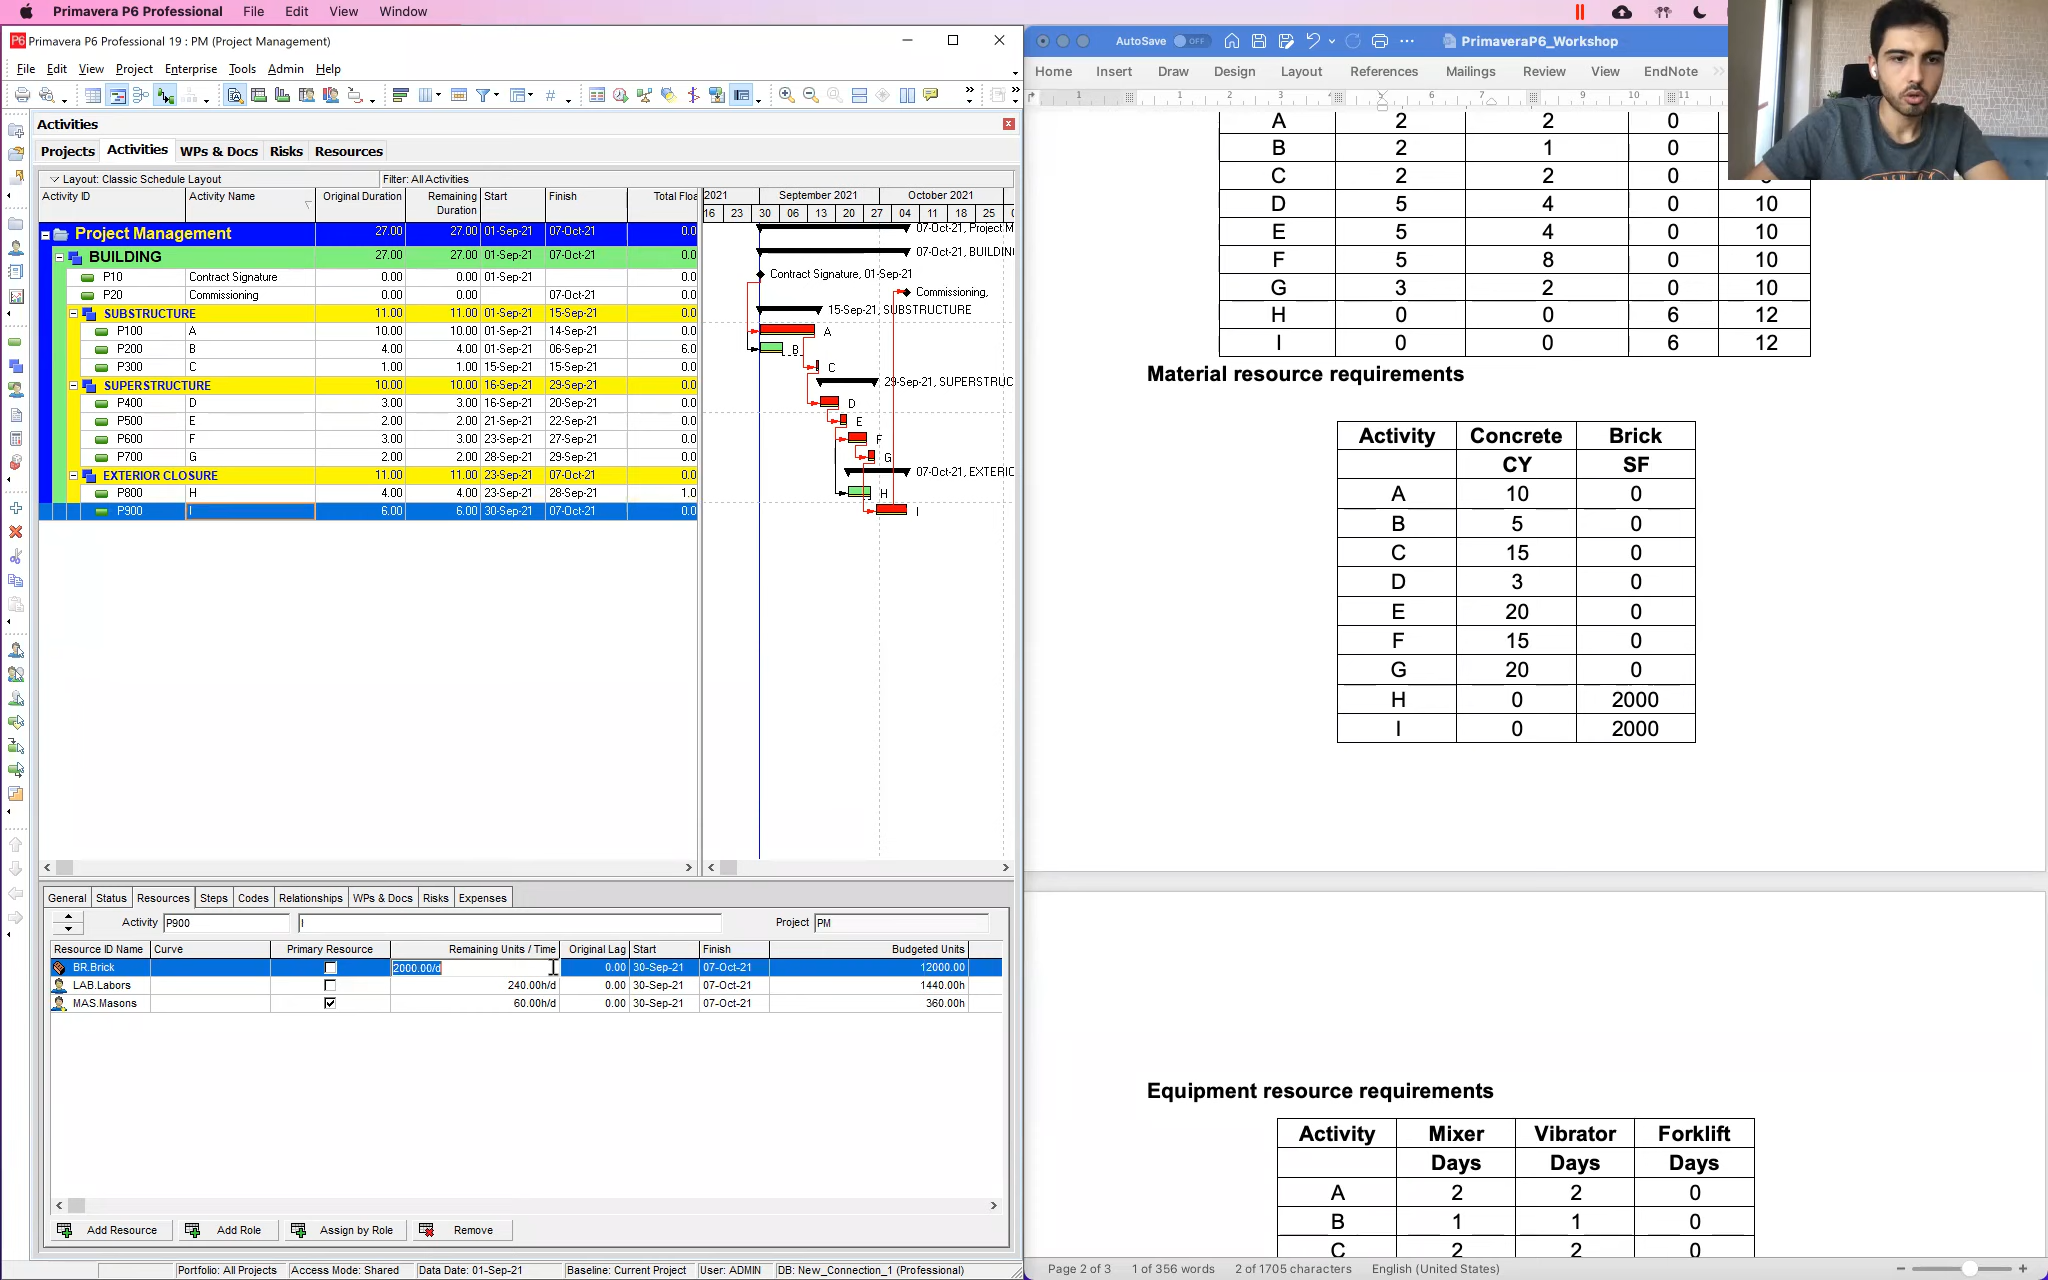 Primavera P6 Professional File Edit View Window
P6 Primavera P6 Professional 19 : PM (Project Management)
File Edit View Project Enterprise Tools Admin Help
Activities
Projects Activities WPs & Docs Risks Resources
Layout: Classic Schedule Layout Filter: All Activities
Activity ID Activity Name Original Duration Remaining Duration Start Finish Total Floa
2021 September 2021 October 2021
16 23 30 06 13 20 27 04 11 18 25
Project Management 27.00 27.00 01-Sep-21 07-Oct-21 0.0
BUILDING 27.00 27.00 01-Sep-21 07-Oct-21 0.0
P10 Contract Signature 0.00 0.00 01-Sep-21 0.0
P20 Commissioning 0.00 0.00 07-Oct-21 0.0
SUBSTRUCTURE 11.00 11.00 01-Sep-21 15-Sep-21 0.0
P100 A 10.00 10.00 01-Sep-21 14-Sep-21 0.0
P200 B 4.00 4.00 01-Sep-21 06-Sep-21 6.0
P300 C 1.00 1.00 15-Sep-21 15-Sep-21 0.0
SUPERSTRUCTURE 10.00 10.00 16-Sep-21 29-Sep-21 0.0
P400 D 3.00 3.00 16-Sep-21 20-Sep-21 0.0
P500 E 2.00 2.00 21-Sep-21 22-Sep-21 0.0
P600 F 3.00 3.00 23-Sep-21 27-Sep-21 0.0
P700 G 2.00 2.00 28-Sep-21 29-Sep-21 0.0
EXTERIOR CLOSURE 11.00 11.00 23-Sep-21 07-Oct-21 0.0
P800 H 4.00 4.00 23-Sep-21 28-Sep-21 1.0
P900 I 6.00 6.00 30-Sep-21 07-Oct-21 0.0
07-Oct-21, Project M
07-Oct-21, BUILDIN
Contract Signature, 01-Sep-21
Commissioning,
15-Sep-21, SUBSTRUCTURE
A
B
C
29-Sep-21, SUPERSTRUC
D
E
F
G
07-Oct-21, EXTERIC
H
I
General Status Resources Steps Codes Relationships WPs & Docs Risks Expenses
Activity P900 I Project PM
Resource ID Name Curve Primary Resource Remaining Units / Time Original Lag Start Finish Budgeted Units
BR.Brick 2000.00/d 0.00 30-Sep-21 07-Oct-21 12000.00
LAB.Labors 240.00h/d 0.00 30-Sep-21 07-Oct-21 1440.00h
MAS.Masons 60.00h/d 0.00 30-Sep-21 07-Oct-21 360.00h
Add Resource Add Role Assign by Role Remove
Portfolio: All Projects Access Mode: Shared Data Date: 01-Sep-21 Baseline: Current Project User: ADMIN DB: New_Connection_1 (Professional)
AutoSave OFF PrimaveraP6_Workshop
Home Insert Draw Design Layout References Mailings Review View EndNote
1 1 2 3 4 5 6 7 8 9 10 11
A 2 2 0
B 2 1 0
C 2 2 0
D 5 4 0 10
E 5 4 0 10
F 5 8 0 10
G 3 2 0 10
H 0 0 6 12
I 0 0 6 12
Material resource requirements
Activity Concrete Brick
CY SF
A 10 0
B 5 0
C 15 0
D 3 0
E 20 0
F 15 0
G 20 0
H 0 2000
I 0 2000
Equipment resource requirements
Activity Mixer Vibrator Forklift
Days Days Days
A 2 2 0
B 1 1 0
C 2 2 0
Page 2 of 3 1 of 356 words 2 of 1705 characters English (United States)